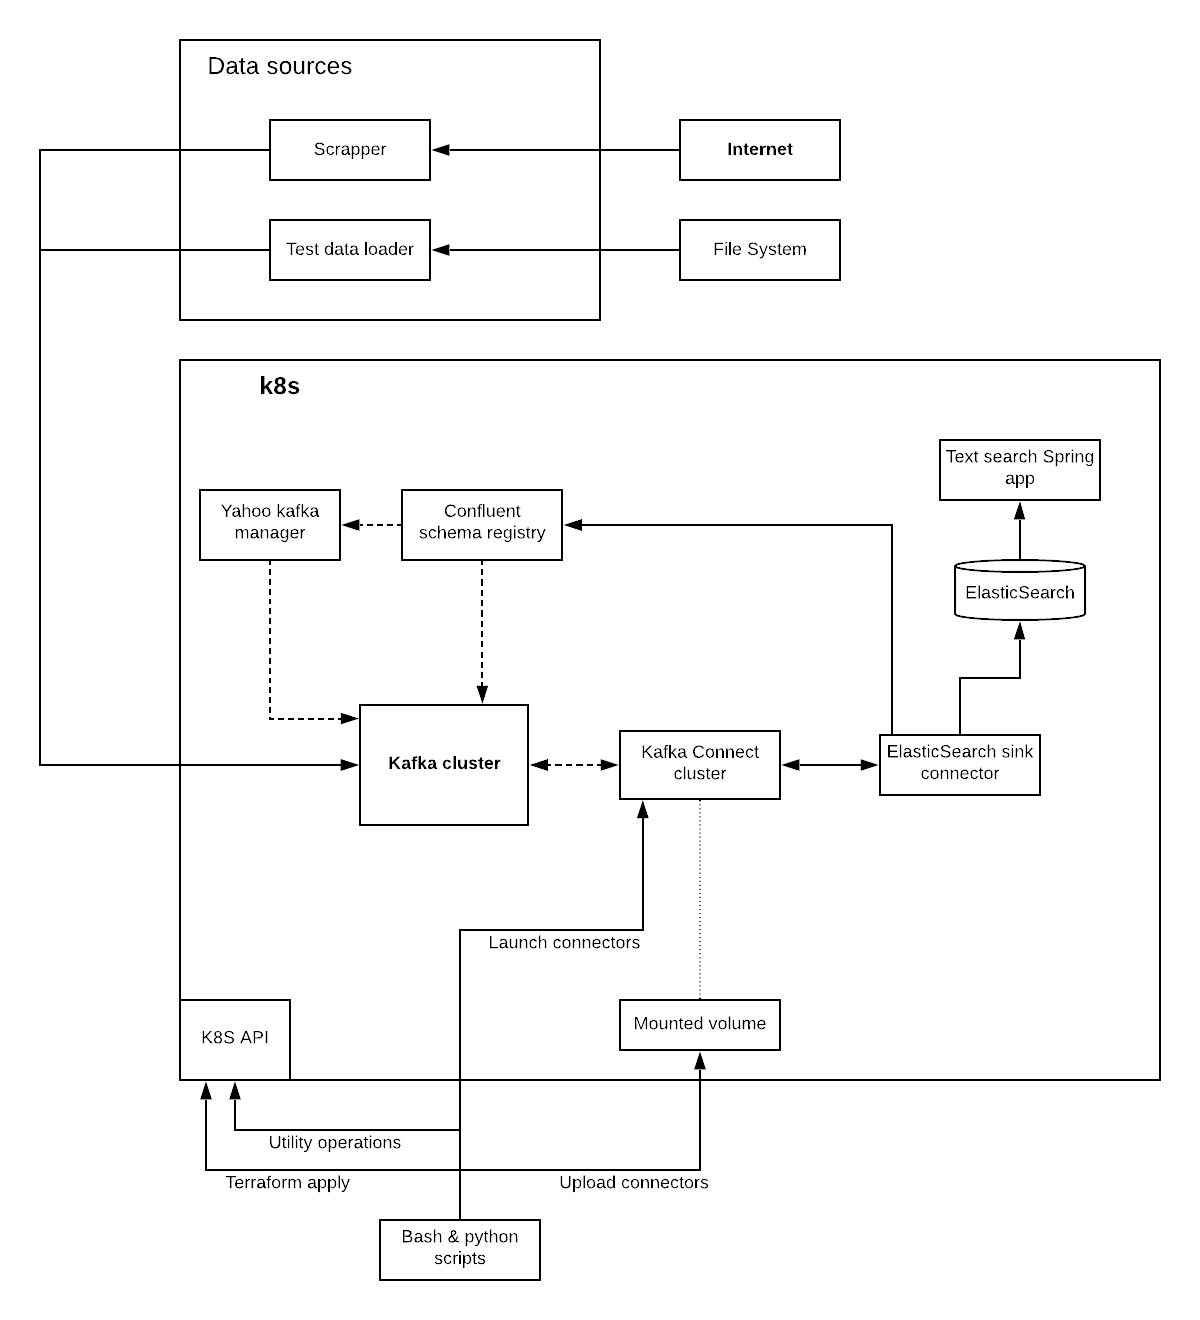 Data sources
Scrapper
Internet
Test data loader
File System
k8s
Text search Spring
app
Yahoo kafka
manager
Confluent
schema registry
ElasticSearch
Kafka cluster
Kafka Connect
cluster
ElasticSearch sink
connector
Launch connectors
K8S API
Mounted volume
Utility operations
Terraform apply
Upload connectors
Bash & python
scripts